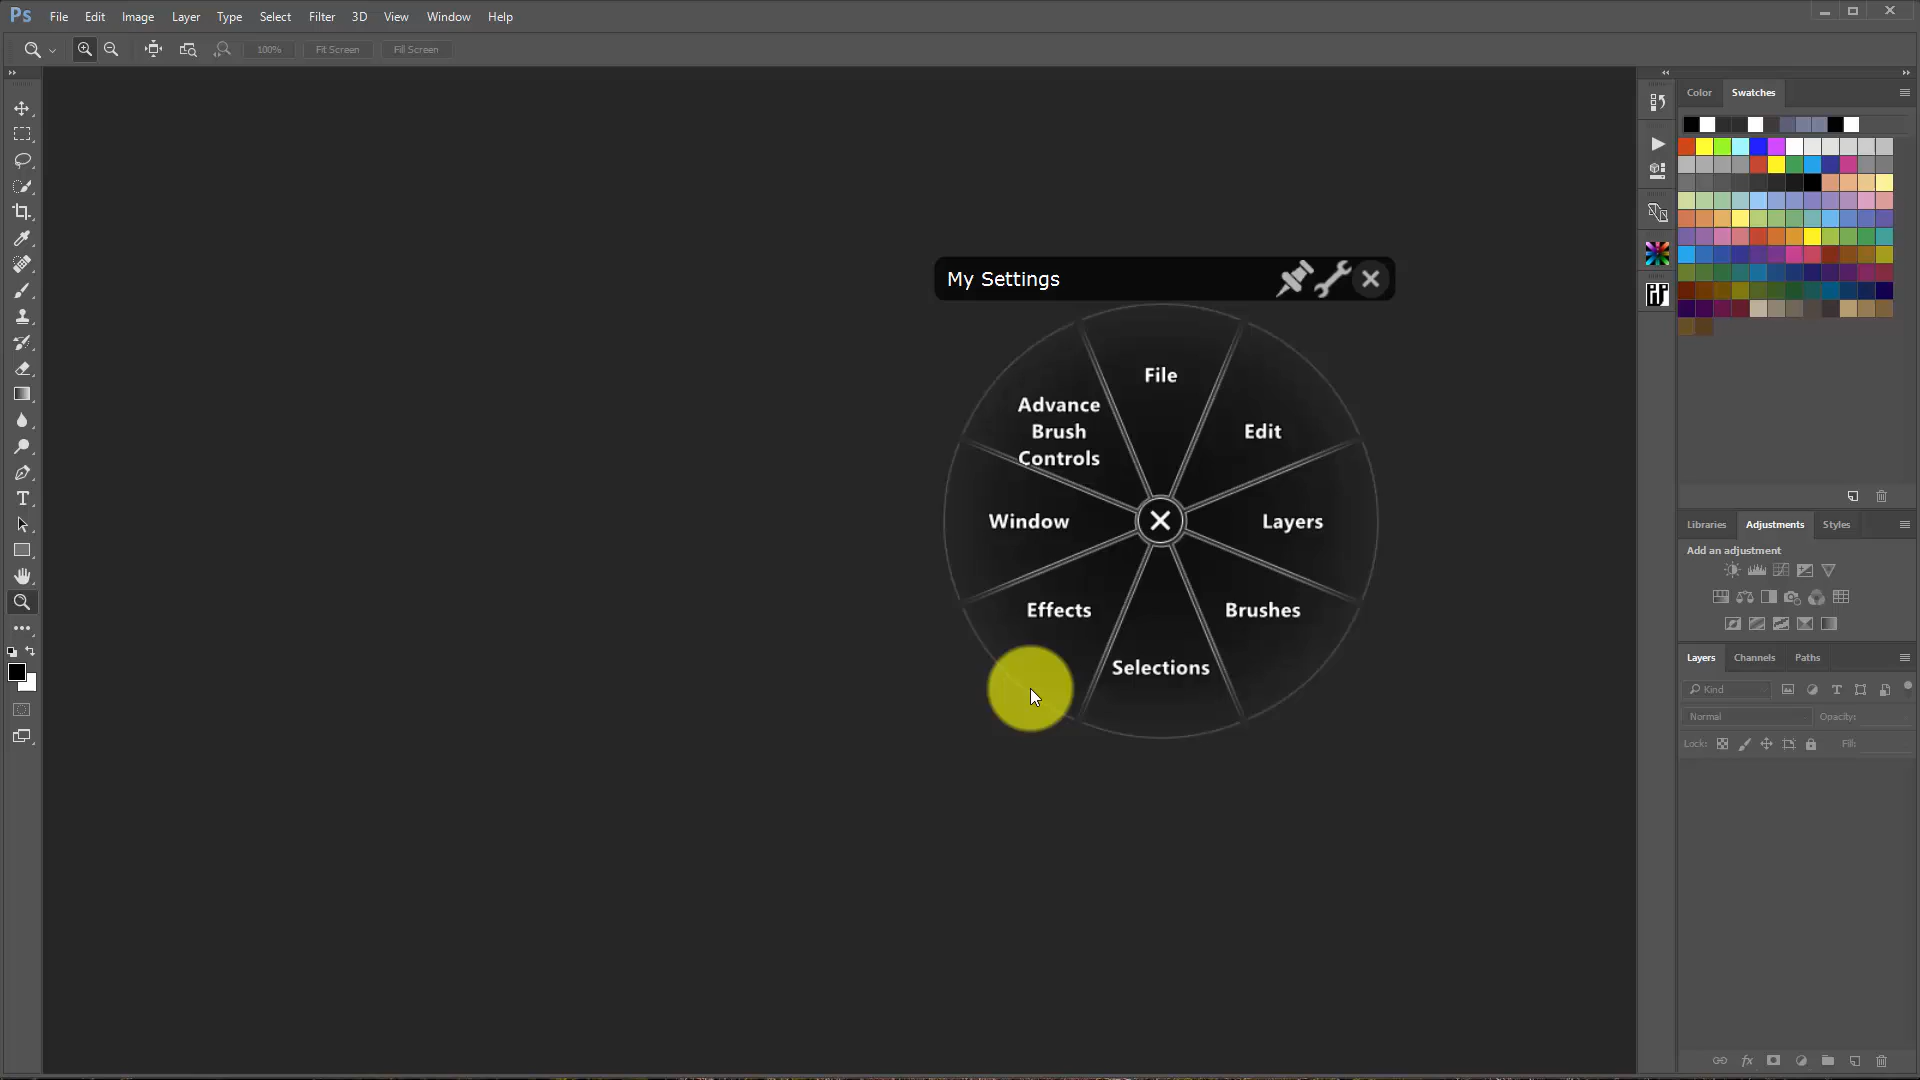 Ps File Edit Image Layer Type Select Filter 3D View Window Help
100% Fit Screen Fill Screen
Color Swatches
My Settings
File
Advance
Brush
Controls
Edit
Window
Layers
Effects
Brushes
Selections
Libraries Adjustments Styles
Add an adjustment
Layers Channels Paths
Kind
Normal Opacity:
Lock: Fill: